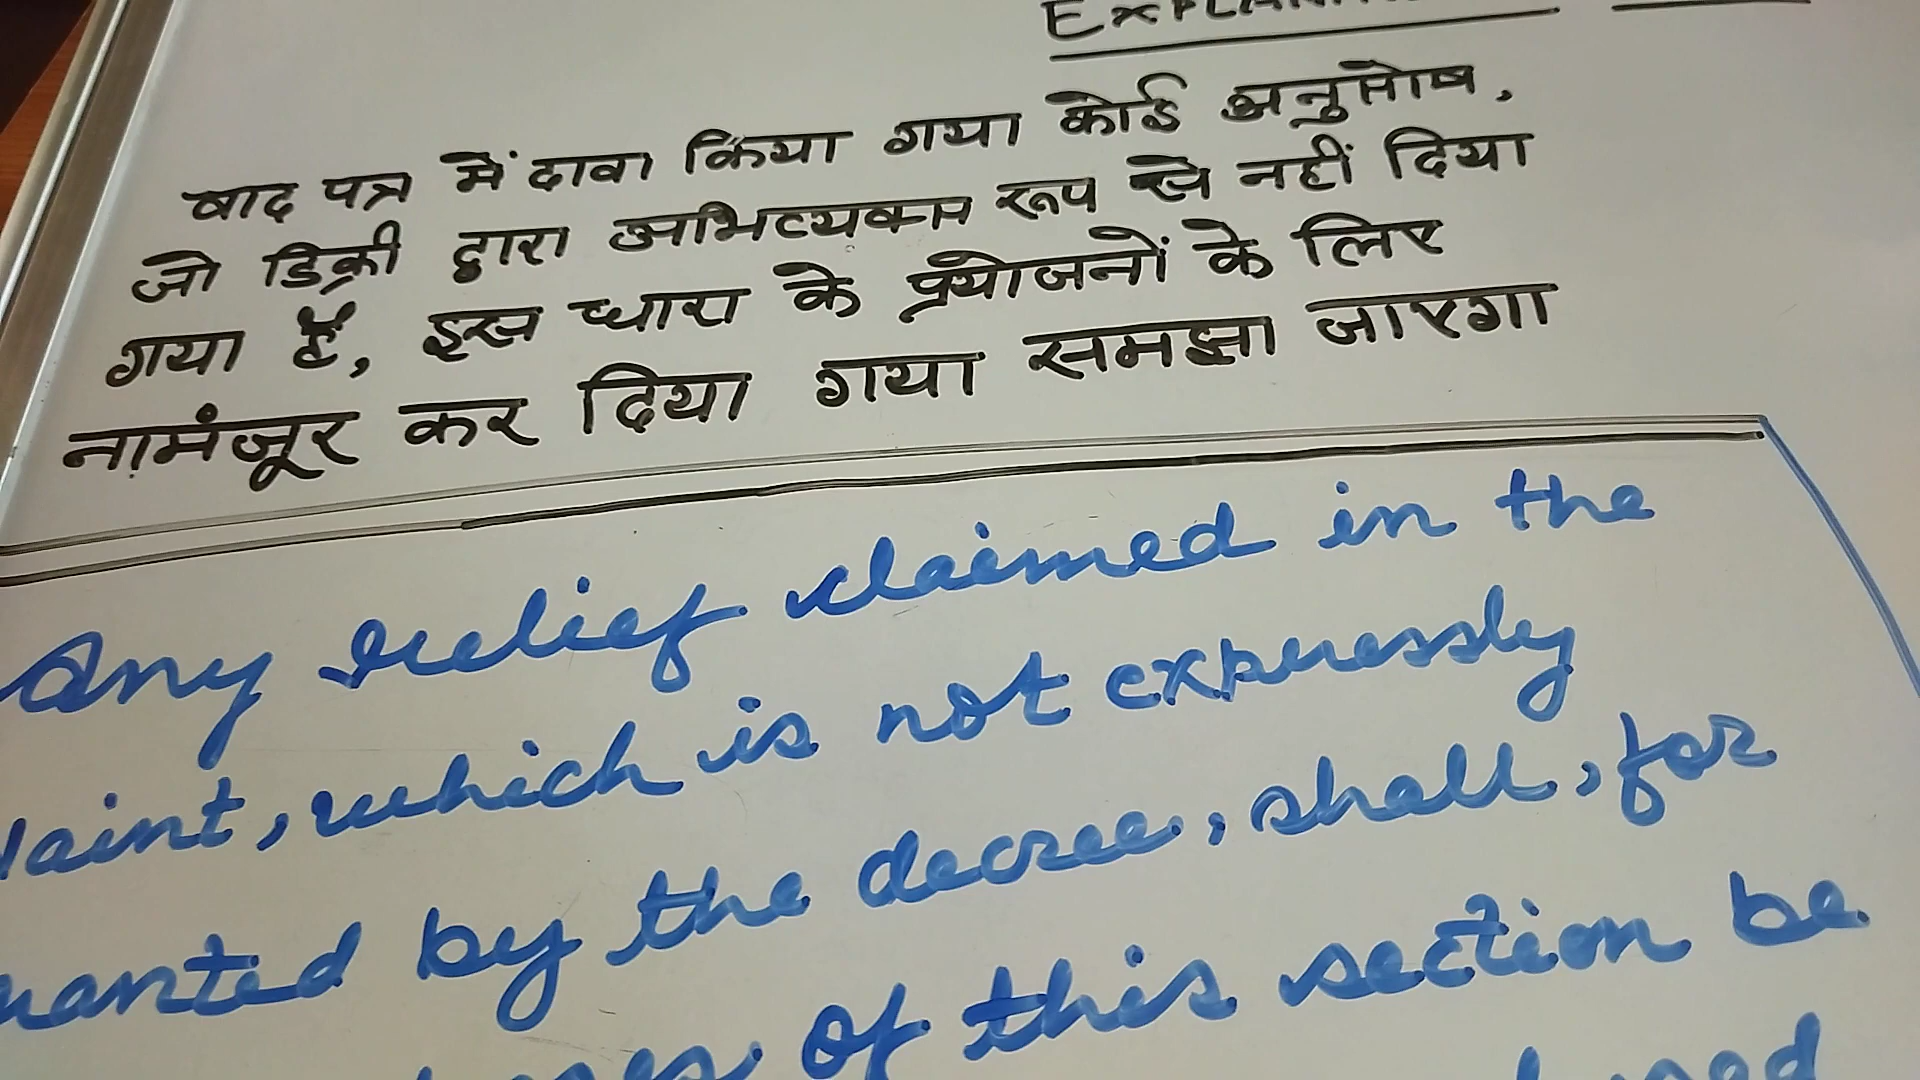 वाद पत्र में दावा किया गया कोई अनुतोष,
जो डिक्री द्वारा अभिव्यक्त रूप से नहीं दिया
गया है, इस धारा के प्रयोजनों के लिए
नामंजूर कर दिया गया समझा जाएगा
Any relief claimed in the
laint, which is not expressly
ranted by the decree, shall, for
of this section be